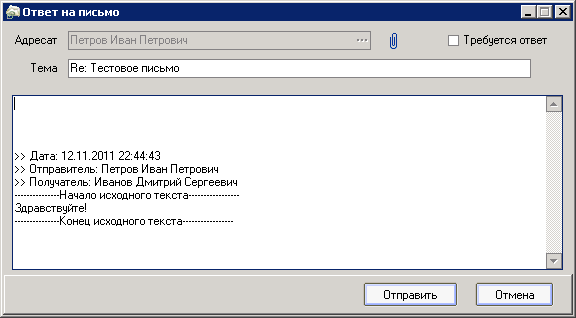 Ответ на письмо
Адресат Петров Иван Петрович ... Требуется ответ
Тема Re: Тестовое письмо
>> Дата: 12.11.2011 22:44:43
>> Отправитель: Петров Иван Петрович
>> Получатель: Иванов Дмитрий Сергеевич
---------------Начало исходного текста-----------------
Здравствуйте!
---------------Конец исходного текста-----------------
Отправить Отмена